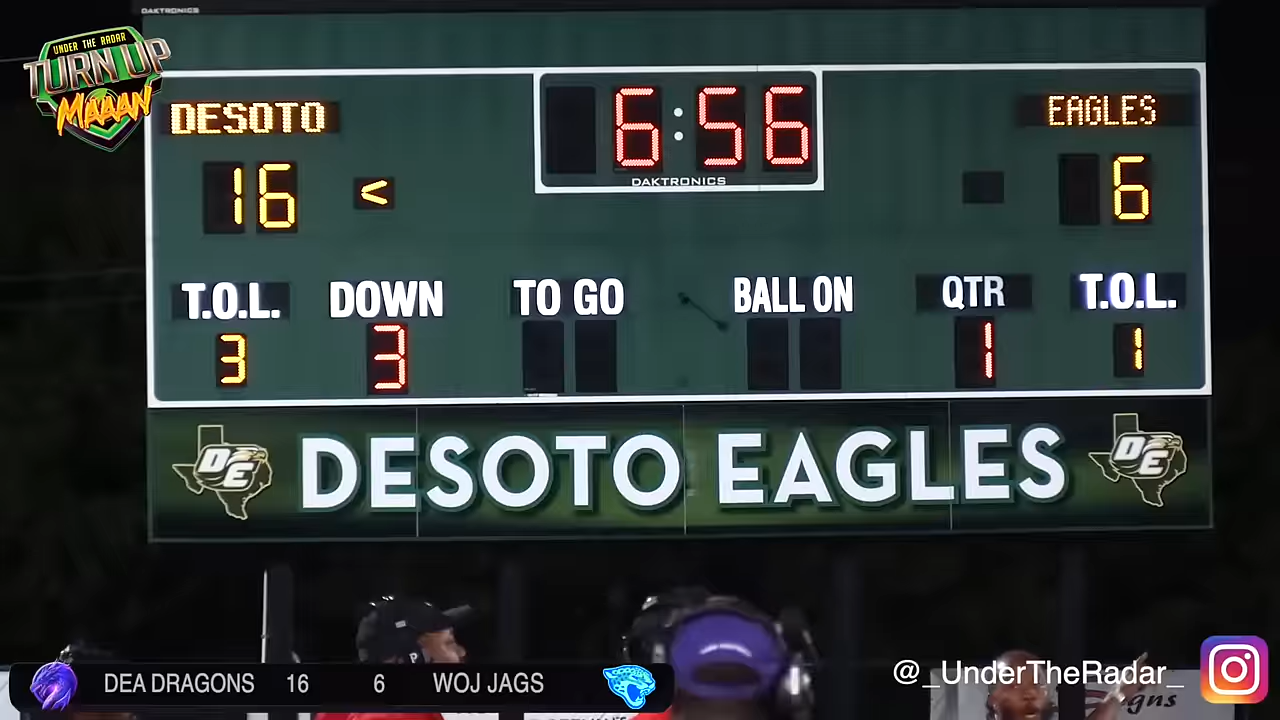 DAKTRONICS
UNDER THE RADAR
TURN UP
MAAAN
DESOTO
6:56
EAGLES
DAKTRONICS
16 <
6
T.O.L. DOWN TO GO BALL ON QTR T.O.L.
3 3 1 1
DE DESOTO EAGLES DE
DEA DRAGONS 16 6 WOJ JAGS
@_UnderTheRadar_